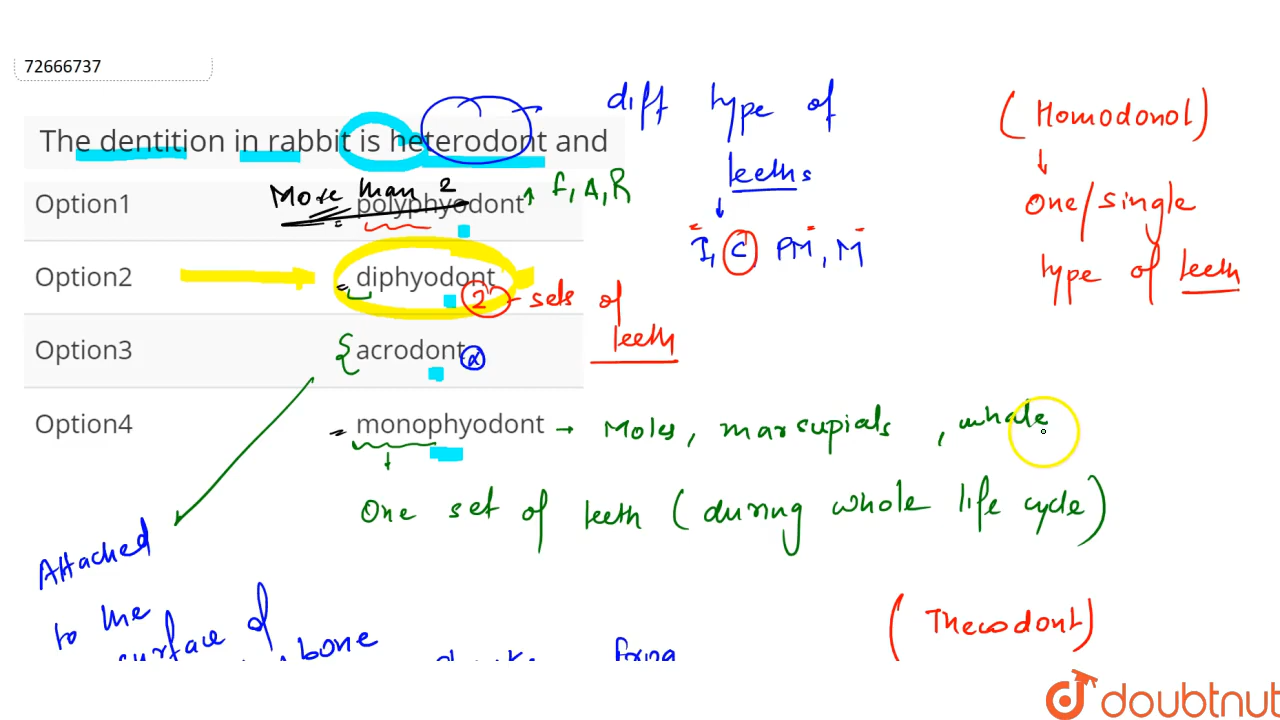 72666737
The dentition in rabbit is heterodont and
Option1 polyphyodont
More than 2
↑ F, A, R
Option2 diphyodont
2 - sets of
teeth
Option3 {acrodont
Option4 monophyodont → Moles, marsupials, whale
One set of teeth (during whole life cycle)
diff type of
teeths
I, C PM, M
(Homodonol)
One/single
type of teeth
Attached
to the
surface of
bone
frog
(Thecodont)
doubtnut